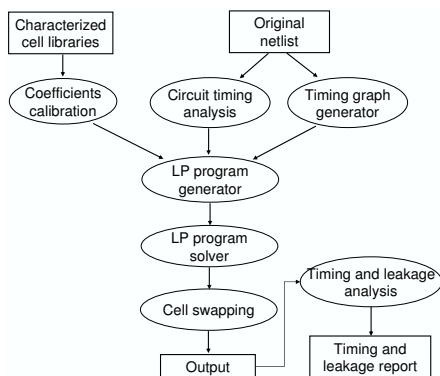 Characterized
cell libraries
Original
netlist
Coefficients
calibration
Circuit timing
analysis
Timing graph
generator
LP program
generator
LP program
solver
Timing and leakage
analysis
Cell swapping
Output
Timing and
leakage report